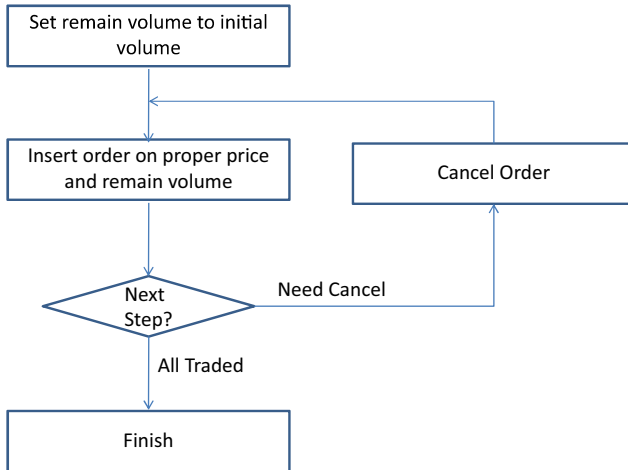 Set remain volume to initial
volume
Insert order on proper price
and remain volume
Cancel Order
Next
Step?
Need Cancel
All Traded
Finish